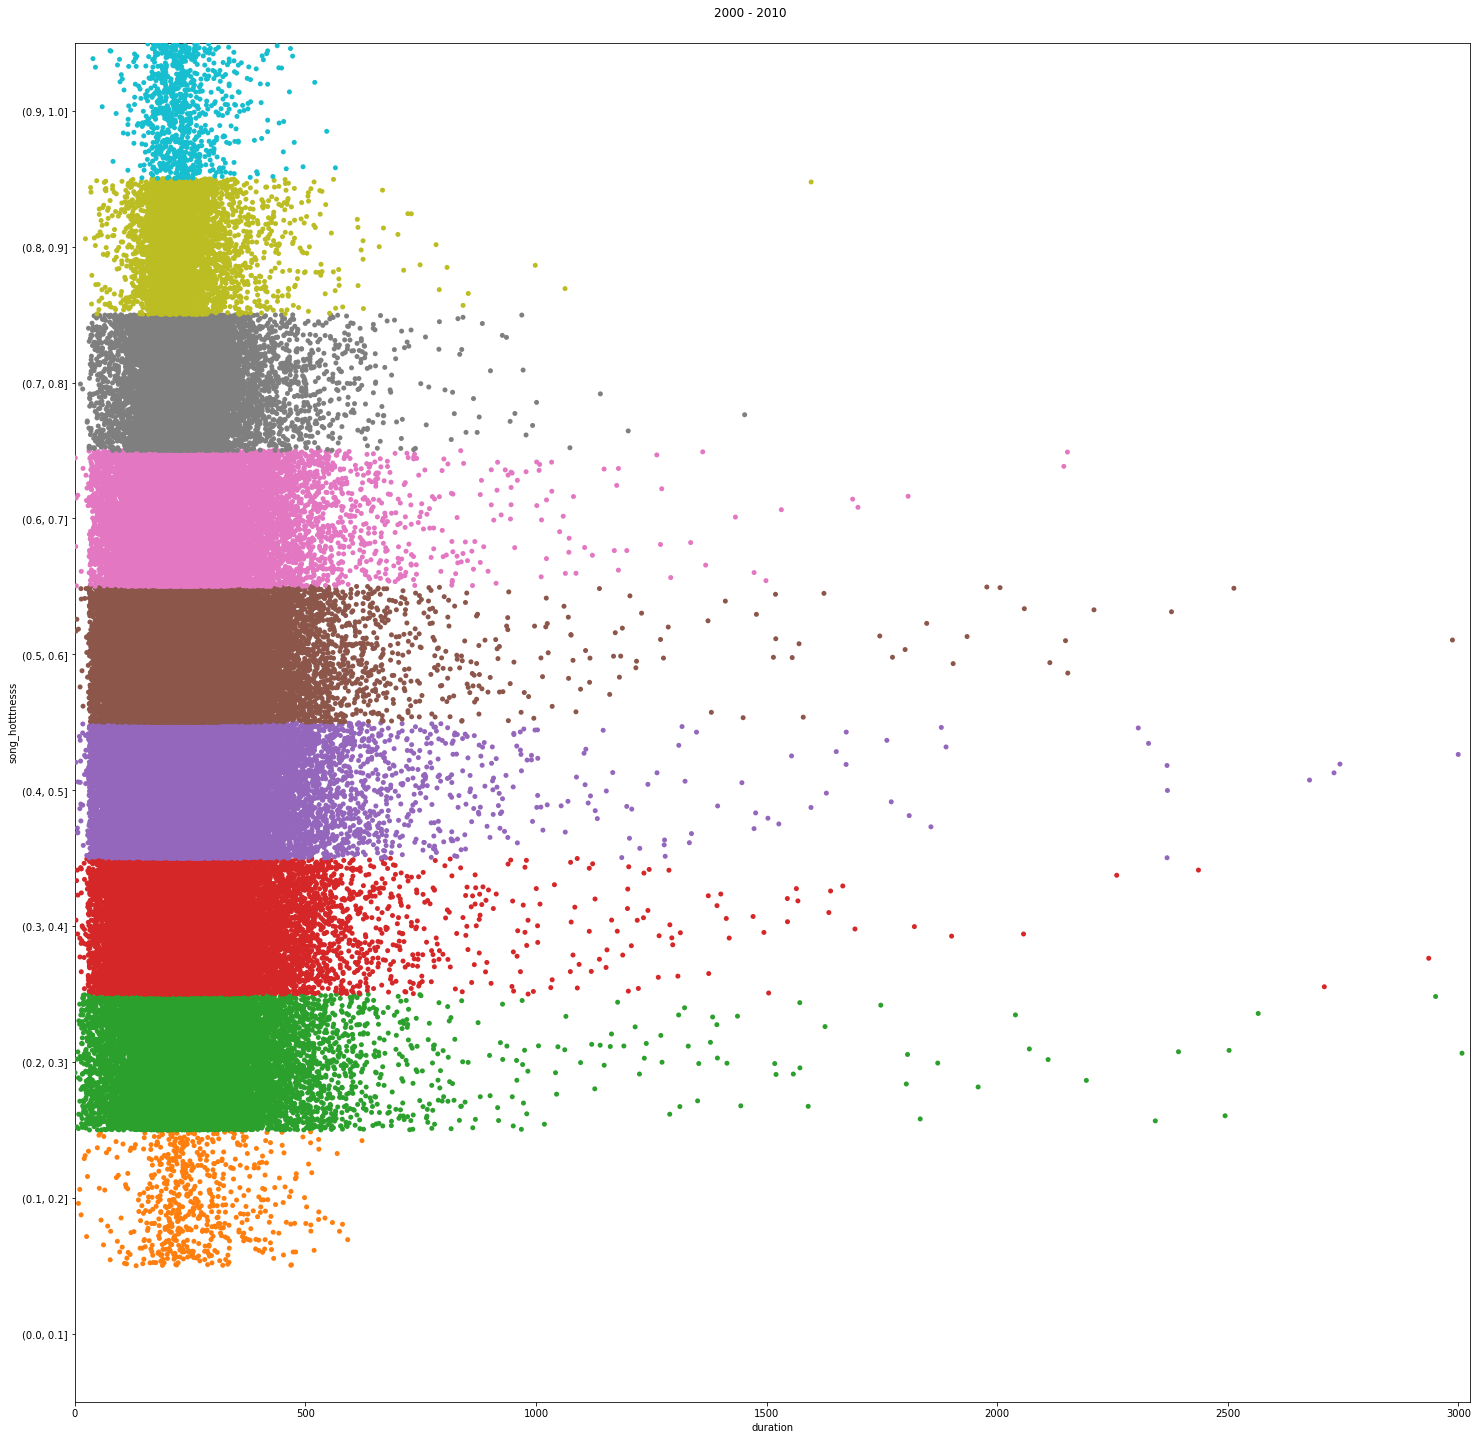 2000 - 2010
(0.9, 1.0]
(0.8, 0.9]
(0.7, 0.8]
(0.6, 0.7]
(0.5, 0.6]
(0.4, 0.5]
(0.3, 0.4]
(0.2, 0.3]
(0.1, 0.2]
(0.0, 0.1]
song_hotttnesss
0 500 1000 1500 2000 2500 3000
duration